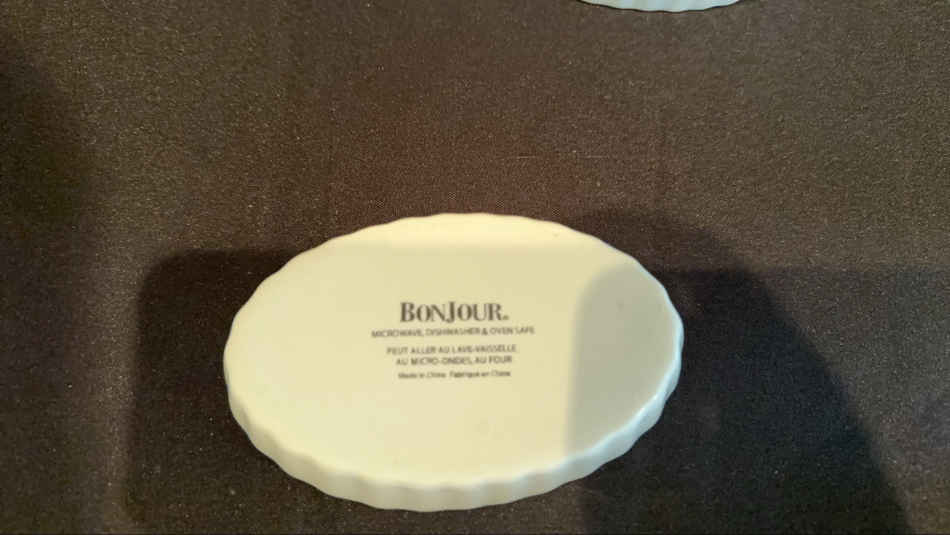 BONJOUR®
MICROWAVE, DISHWASHER & OVEN SAFE
PEUT ALLER AU LAVE-VAISSELLE,
AU MICRO-ONDES, AU FOUR
Made in China Fabriqué en Chine